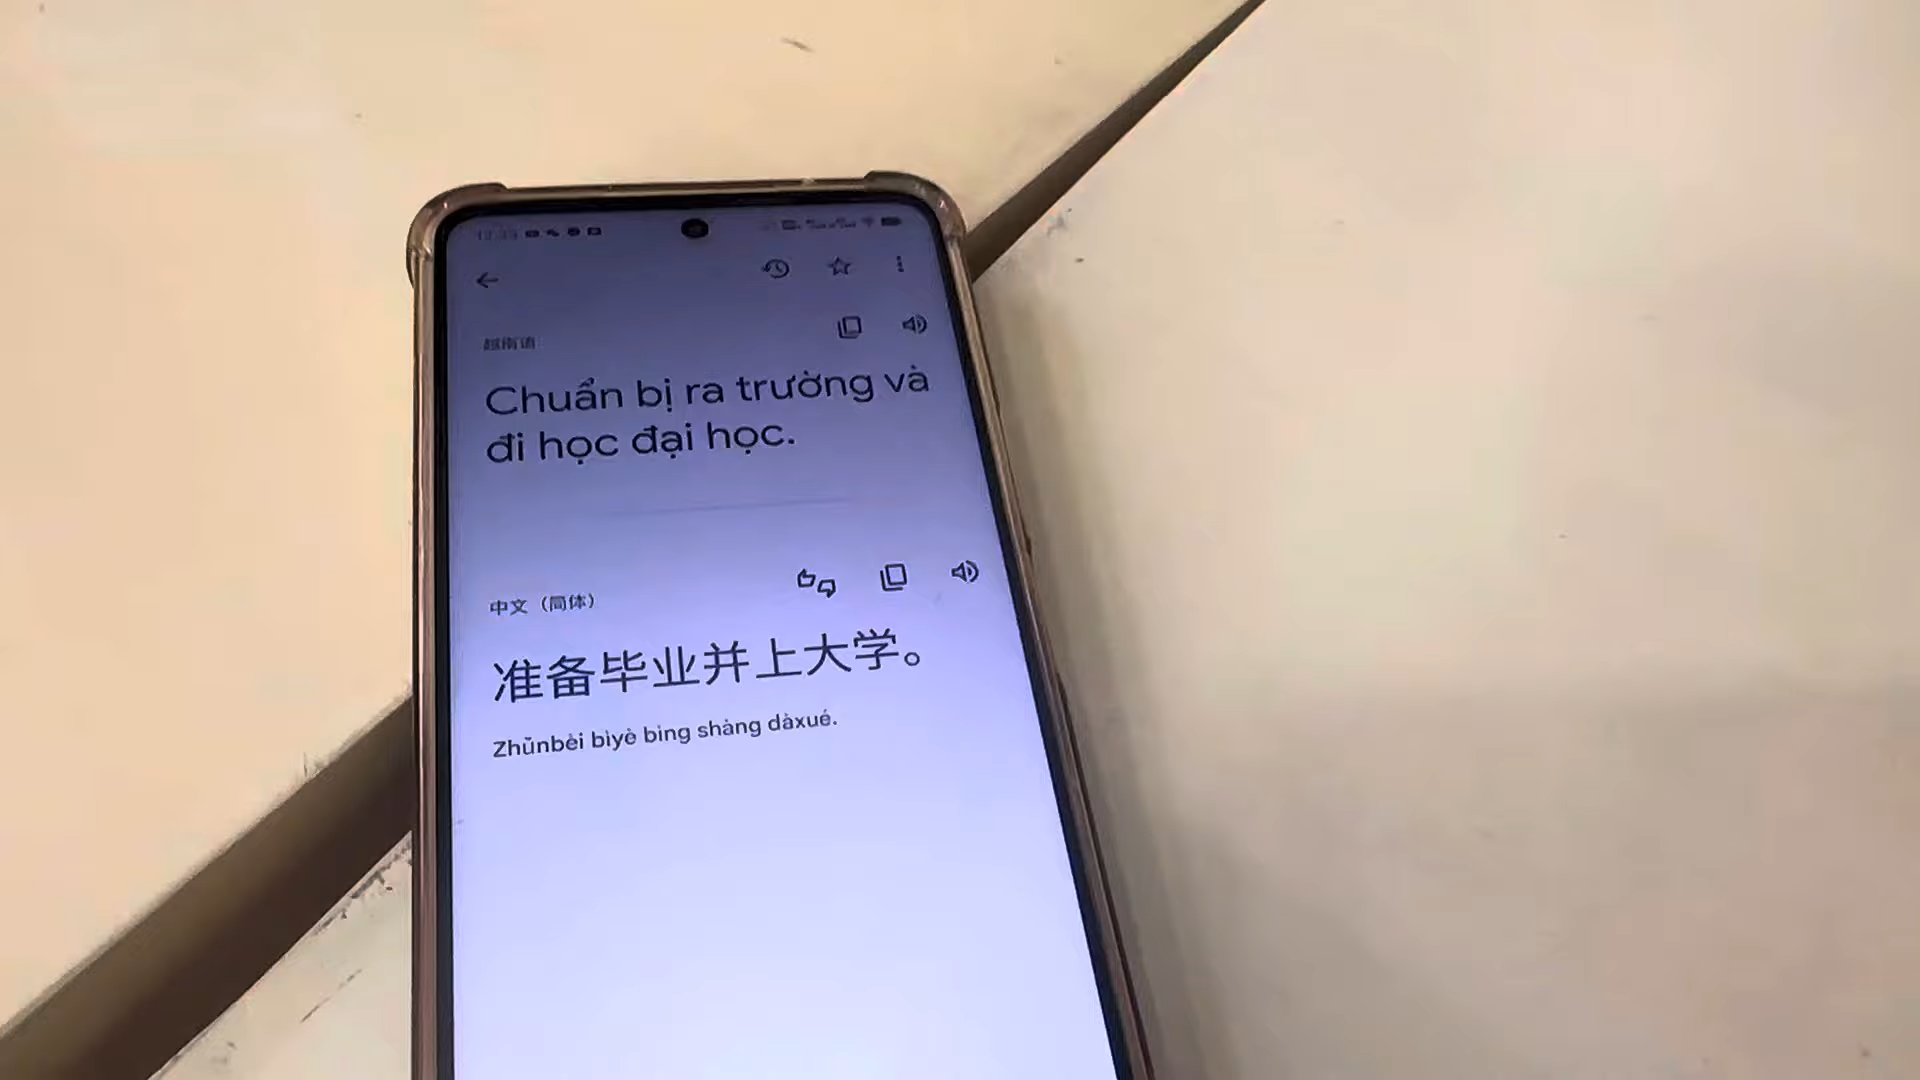 越南语
Chuẩn bị ra trường và
đi học đại học.
中文（简体）
准备毕业并上大学。
Zhǔnbèi bìyè bìng shàng dàxué.